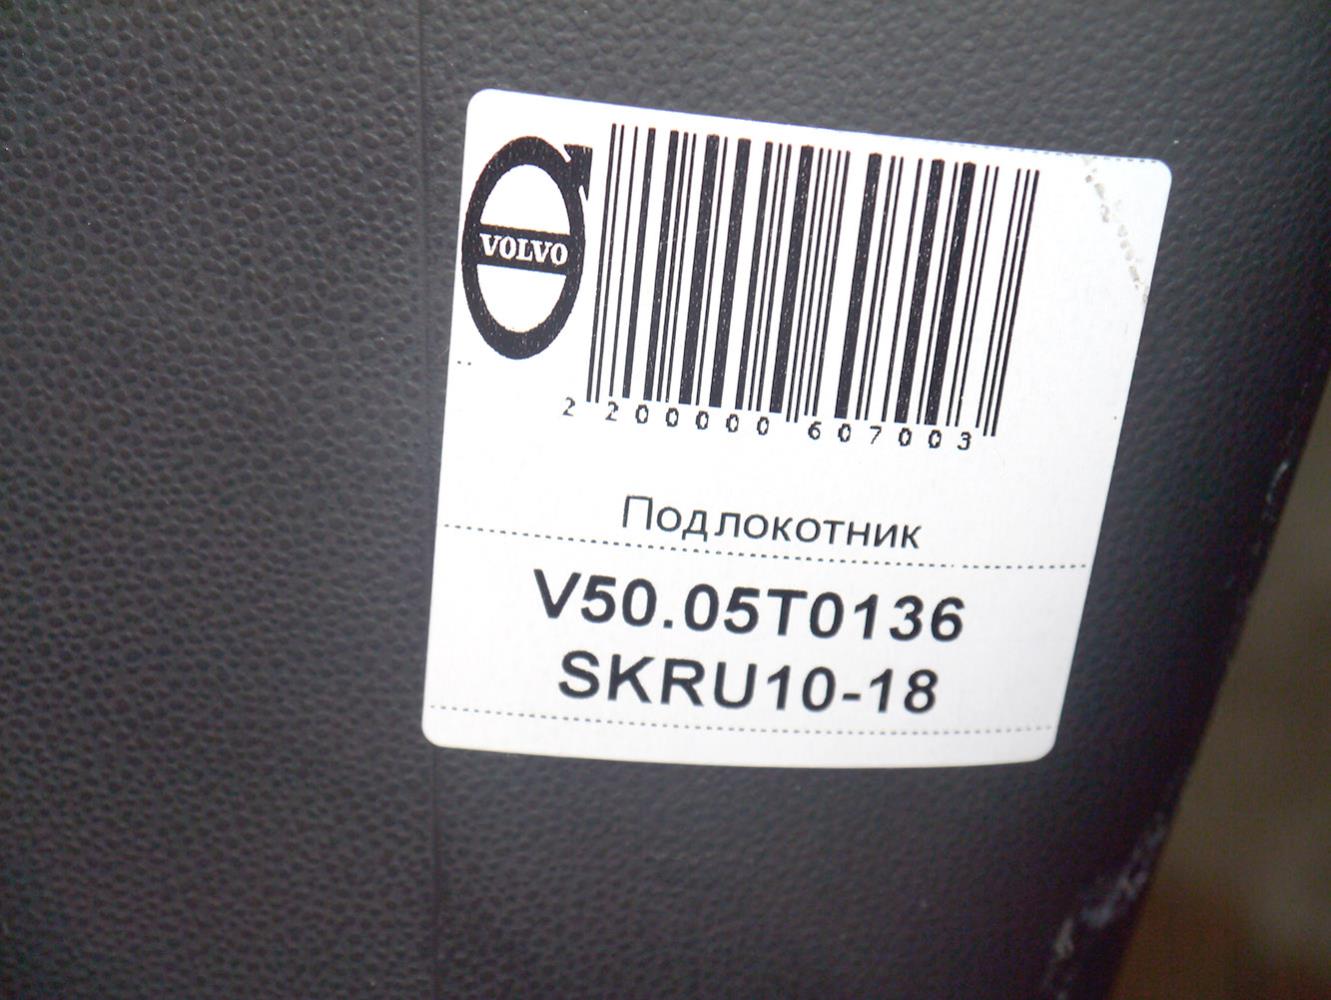 VOLVO
2 200000 607003
Подлокотник
V50.05T0136
SKRU10-18